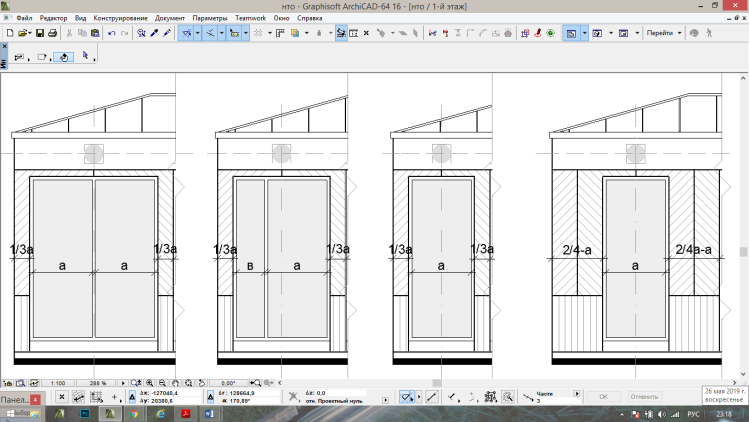 нто - Graphisoft ArchiCAD-64 16 - [нто / 1-й этаж]
Файл Редактор Вид Конструирование Документ Параметры Teamwork Окно Справка
Перейти
1/3а 1/3а 1/3а 1/3а 1/3а 1/3а 2/4-а 2/4а-а
а а в а а а
1:100 288 % 0,00°
Панел...
Δx: -127040,4 Δr: 128664,9 Δz: 0,0 Части OK Отменить
Δy: 20380,6 α: 170,89° отн. Проектный нуль 3
26 мая 2019 г.
воскресенье
РУС 23:18